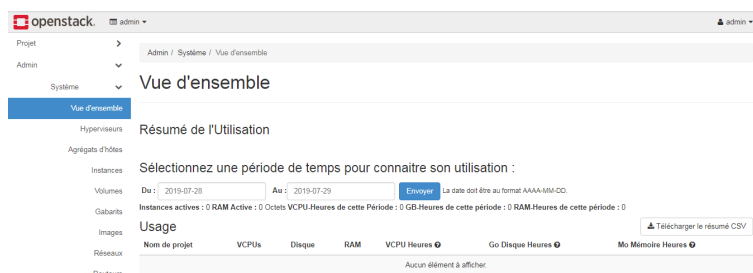 openstack. admin
admin
Projet
Admin
Système
Vue d'ensemble
Hyperviseurs
Agrégats d'hôtes
Instances
Volumes
Gabarits
Images
Réseaux
Admin / Système / Vue d'ensemble
Vue d'ensemble
Résumé de l'Utilisation
Sélectionnez une période de temps pour connaitre son utilisation :
Du : 2019-07-28 Au : 2019-07-29 Envoyer La date doit être au format AAAA-MM-DD.
Instances actives : 0 RAM Active : 0 Octets VCPU-Heures de cette Période : 0 GB-Heures de cette période : 0 RAM-Heures de cette période : 0
Usage
Télécharger le résumé CSV
Nom de projet VCPUs Disque RAM VCPU Heures Go Disque Heures Mo Mémoire Heures
Aucun élément à afficher.